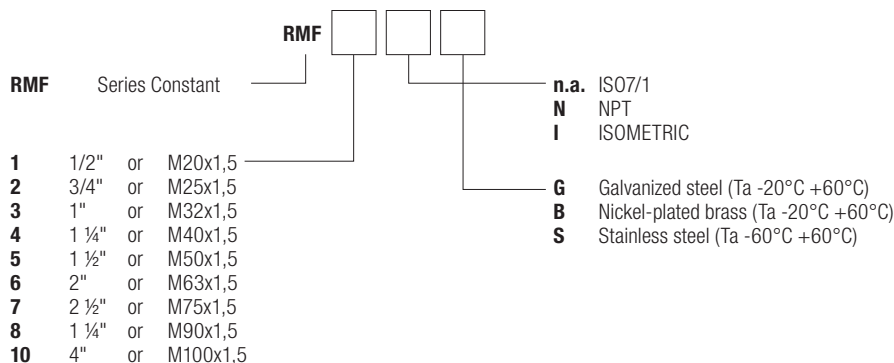 RMF
RMF Series Constant
n.a. ISO7/1
N NPT
I ISOMETRIC
1 1/2" or M20x1,5
2 3/4" or M25x1,5
3 1" or M32x1,5
4 1 ¼" or M40x1,5
5 1 ½" or M50x1,5
6 2" or M63x1,5
7 2 ½" or M75x1,5
8 1 ¼" or M90x1,5
10 4" or M100x1,5
G Galvanized steel (Ta -20°C +60°C)
B Nickel-plated brass (Ta -20°C +60°C)
S Stainless steel (Ta -60°C +60°C)